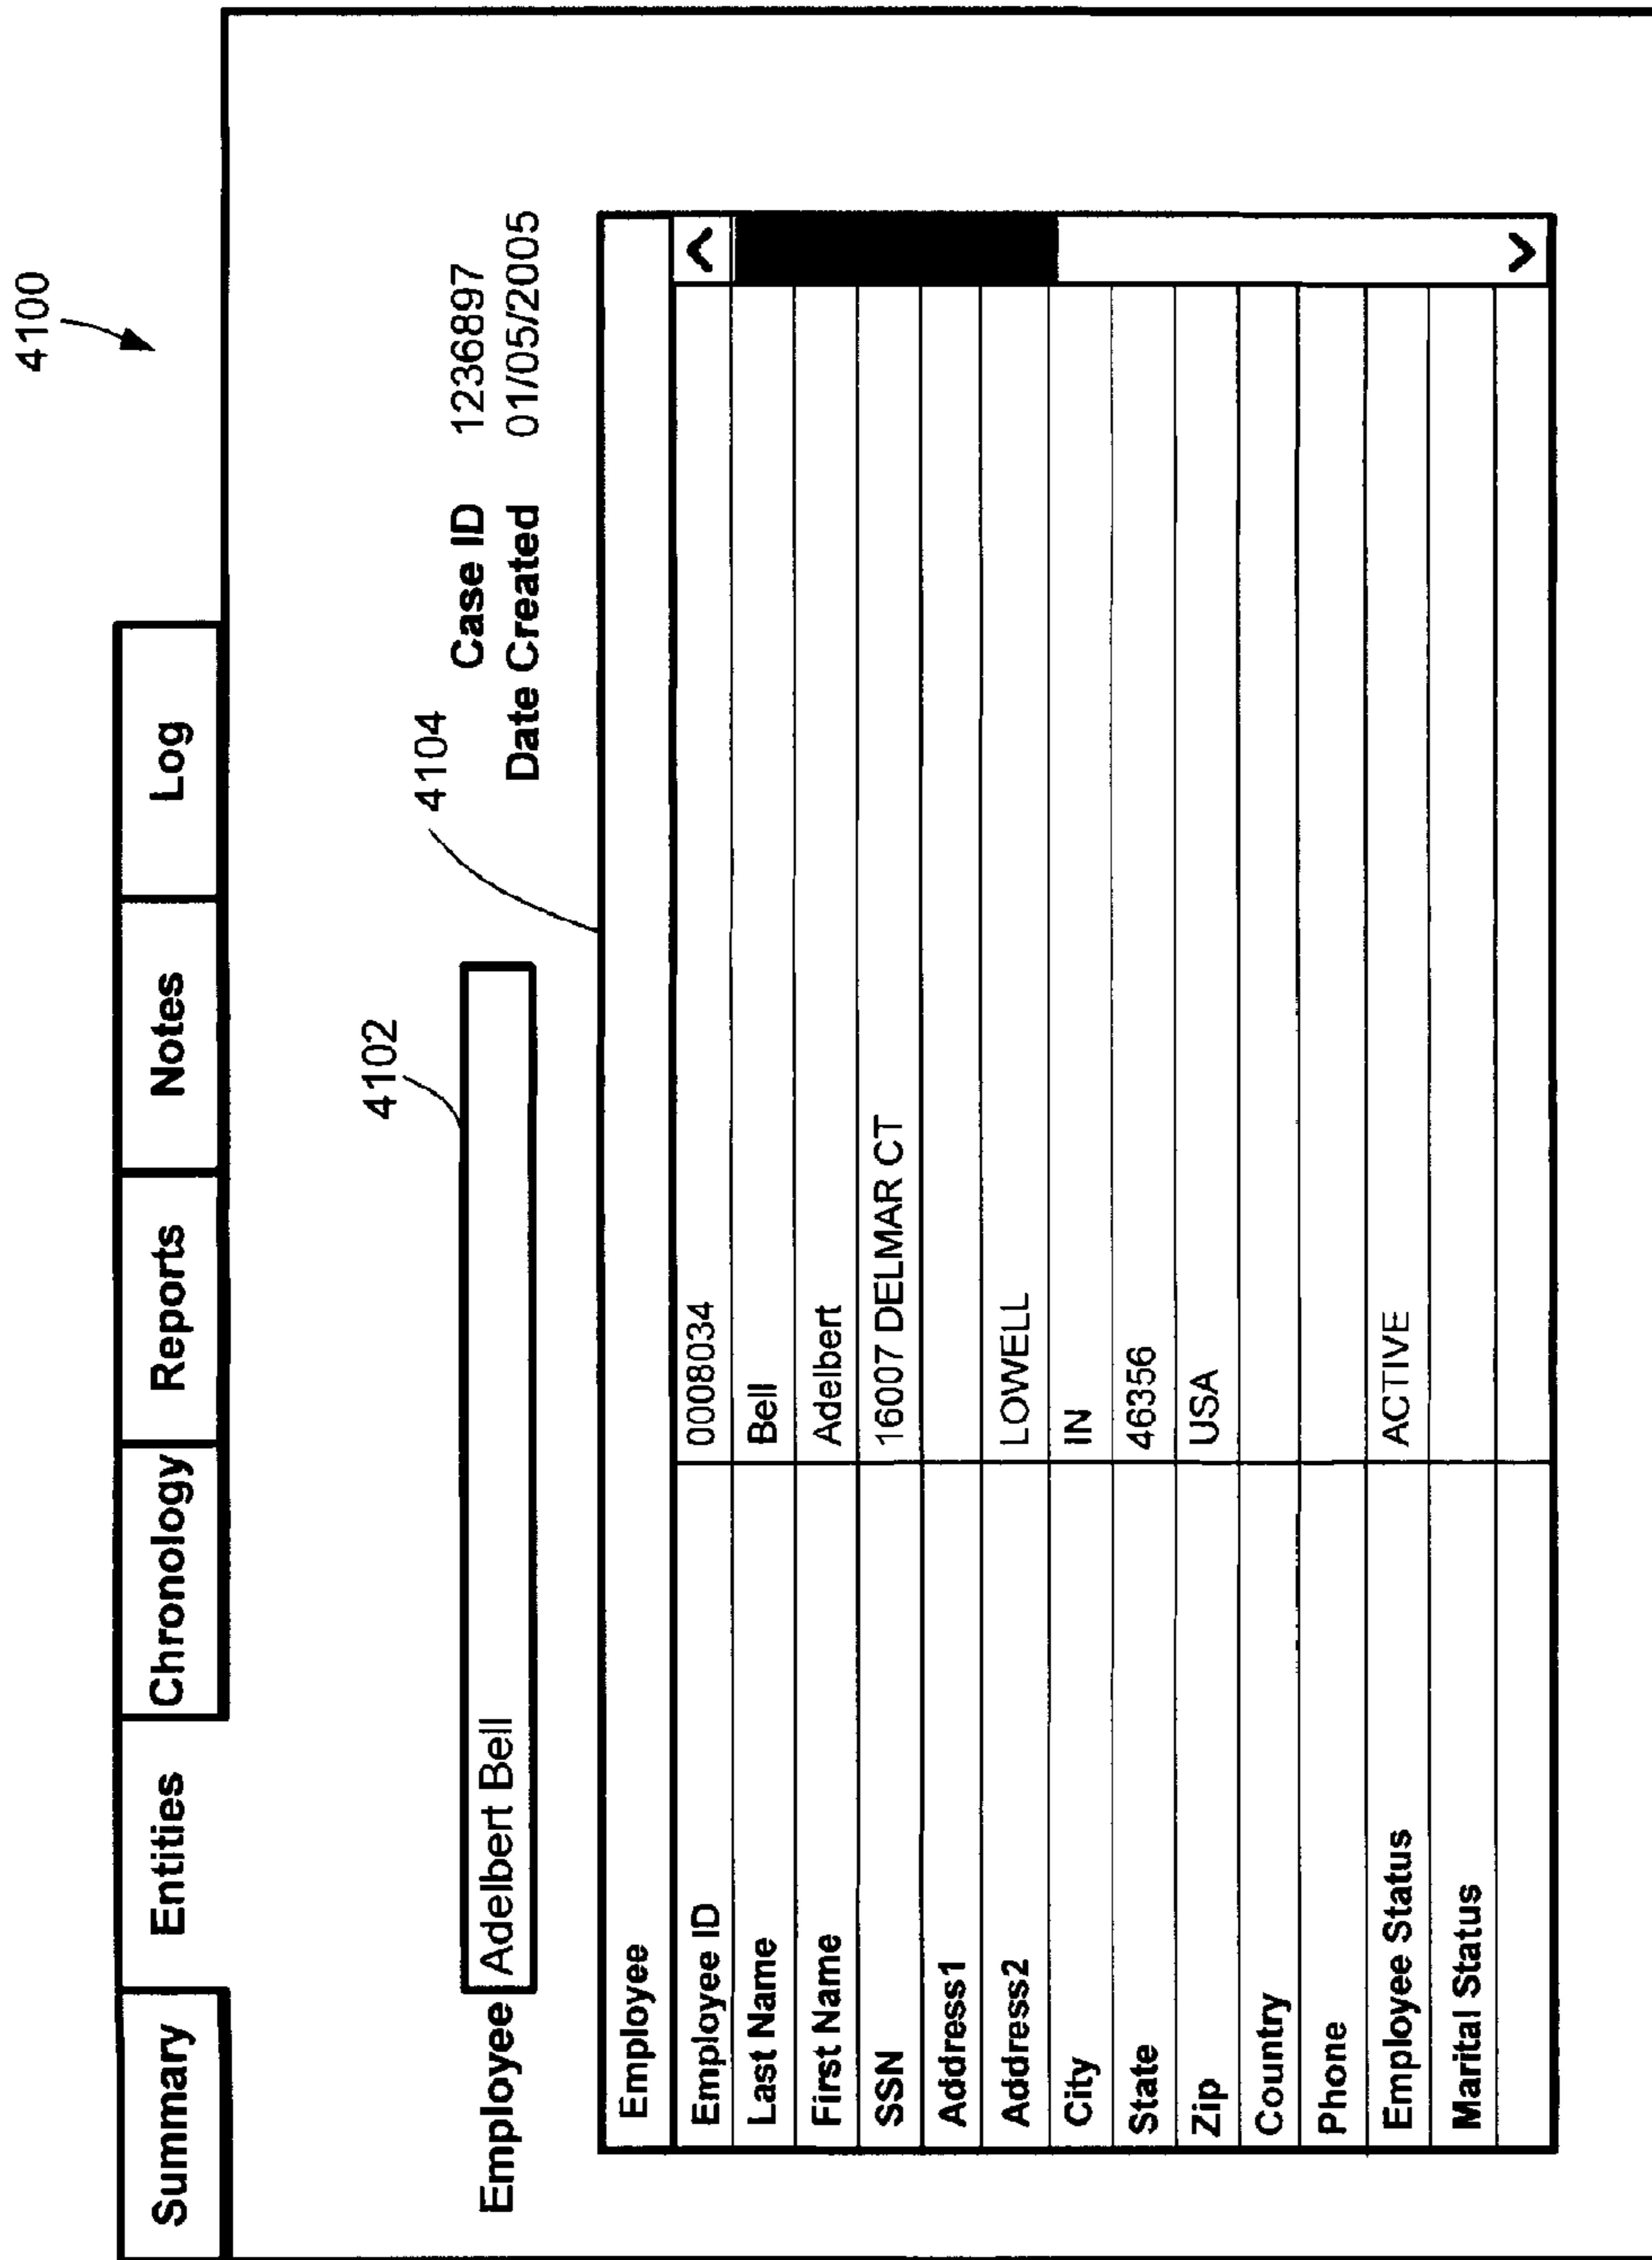 4100
Summary Entities Chronology Reports Notes Log
4102
Employee Adelbert Bell
Case ID 1236897
Date Created 01/05/2005
4104
Employee
Employee ID 0008034
Last Name Bell
First Name Adelbert
SSN 16007 DELMAR CT
Address1
Address2 LOWELL
City IN
State 46356
Zip USA
Country
Phone
Employee Status ACTIVE
Marital Status